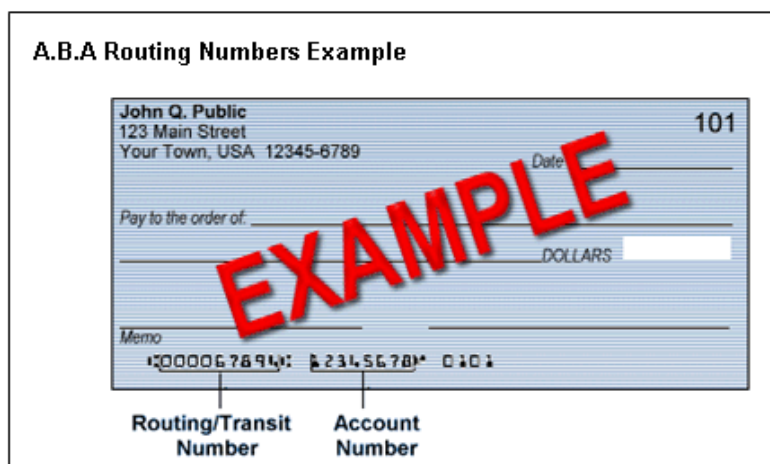 A.B.A Routing Numbers Example
John Q. Public
123 Main Street
Your Town, USA 12345-6789
101
Date
Pay to the order of:
DOLLARS
EXAMPLE
Memo
⑆000067894⑆ 12345678⑈ 0101
Routing/Transit Number
Account Number